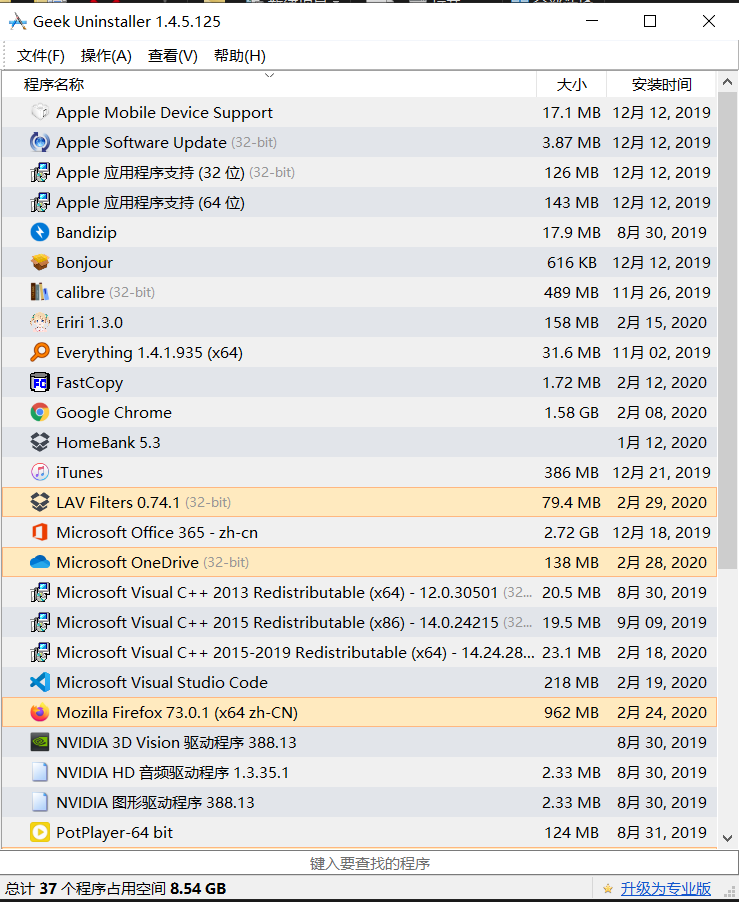 Geek Uninstaller 1.4.5.125
文件(F) 操作(A) 查看(V) 帮助(H)
程序名称 大小 安装时间
Apple Mobile Device Support 17.1 MB 12月 12, 2019
Apple Software Update (32-bit) 3.87 MB 12月 12, 2019
Apple 应用程序支持 (32 位) (32-bit) 126 MB 12月 12, 2019
Apple 应用程序支持 (64 位) 143 MB 12月 12, 2019
Bandizip 17.9 MB 8月 30, 2019
Bonjour 616 KB 12月 12, 2019
calibre (32-bit) 489 MB 11月 26, 2019
Eriri 1.3.0 158 MB 2月 15, 2020
Everything 1.4.1.935 (x64) 31.6 MB 11月 02, 2019
FC FastCopy 1.72 MB 2月 12, 2020
Google Chrome 1.58 GB 2月 08, 2020
HomeBank 5.3 1月 12, 2020
iTunes 386 MB 12月 21, 2019
LAV Filters 0.74.1 (32-bit) 79.4 MB 2月 29, 2020
Microsoft Office 365 - zh-cn 2.72 GB 12月 18, 2019
Microsoft OneDrive (32-bit) 138 MB 2月 28, 2020
Microsoft Visual C++ 2013 Redistributable (x64) - 12.0.30501 (32... 20.5 MB 8月 30, 2019
Microsoft Visual C++ 2015 Redistributable (x86) - 14.0.24215 (32... 19.5 MB 9月 09, 2019
Microsoft Visual C++ 2015-2019 Redistributable (x64) - 14.24.28... 23.1 MB 2月 18, 2020
Microsoft Visual Studio Code 218 MB 2月 19, 2020
Mozilla Firefox 73.0.1 (x64 zh-CN) 962 MB 2月 24, 2020
NVIDIA 3D Vision 驱动程序 388.13 8月 30, 2019
NVIDIA HD 音频驱动程序 1.3.35.1 2.33 MB 8月 30, 2019
NVIDIA 图形驱动程序 388.13 2.33 MB 8月 30, 2019
PotPlayer-64 bit 124 MB 8月 31, 2019
键入要查找的程序
总计 37 个程序占用空间 8.54 GB 升级为专业版